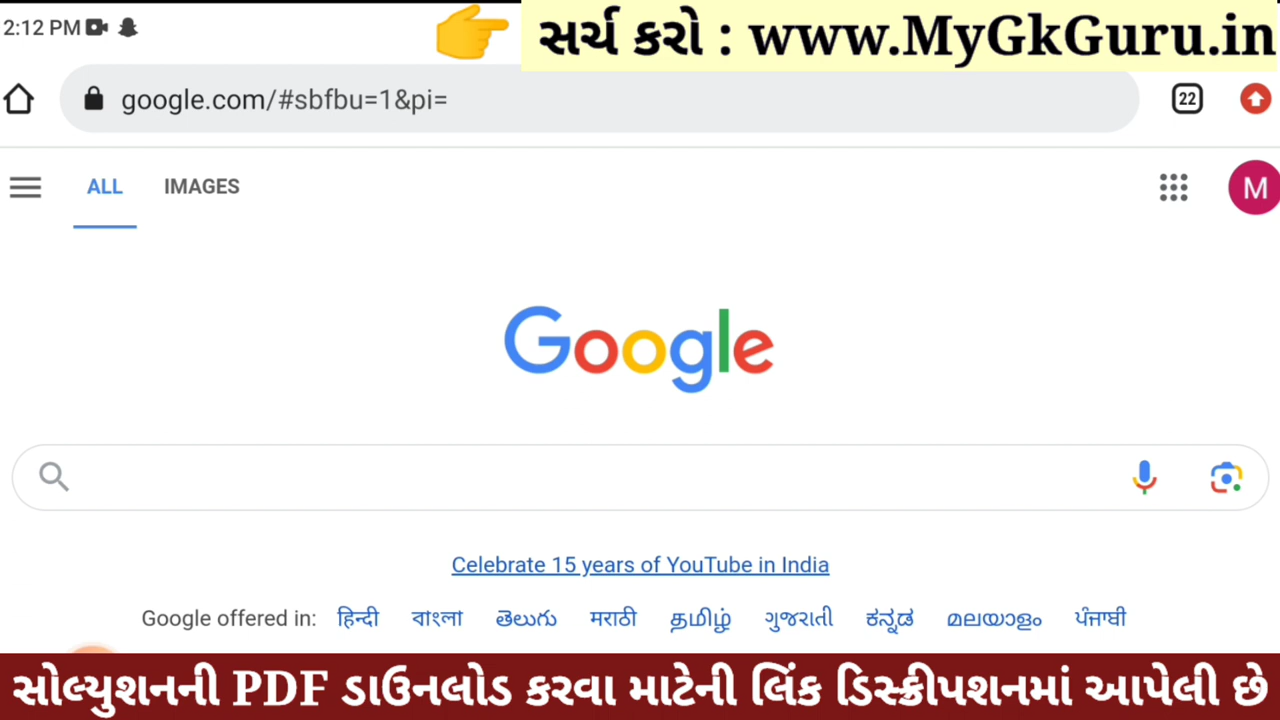 2:12 PM
સર્ચ કરો : www.MyGkGuru.in
google.com/#sbfbu=1&pi=
22
ALL IMAGES
M
Google
Celebrate 15 years of YouTube in India
Google offered in: हिन्दी বাংলা తెలుగు मराठी தமிழ் ગુજરાતી ಕನ್ನಡ മലയാളം ਪੰਜਾਬੀ
સોલ્યુશનની PDF ડાઉનલોડ કરવા માટેની લિંક ડિસ્ક્રીપશનમાં આપેલી છે